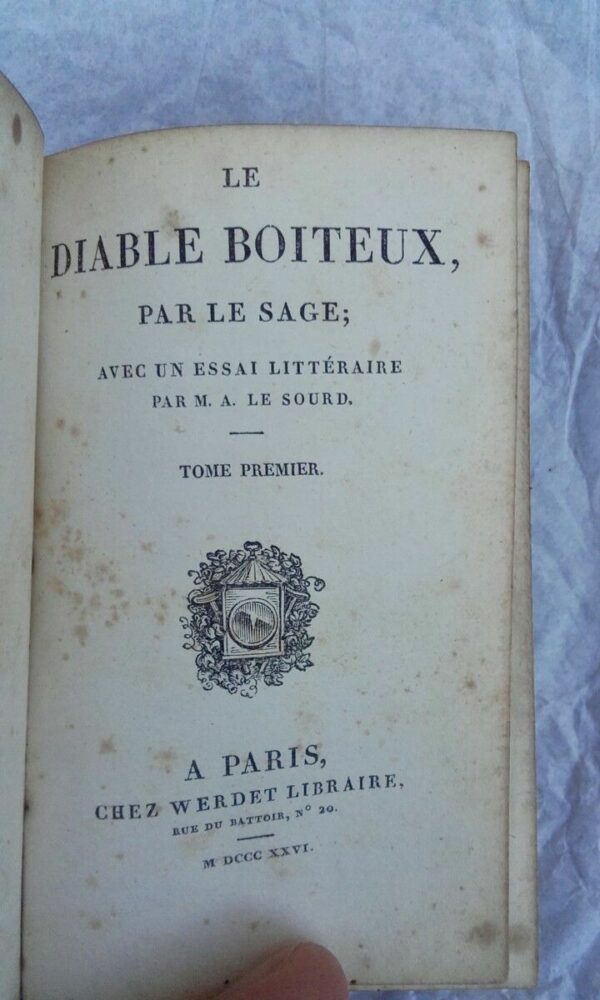 LE
DIABLE BOITEUX,
PAR LE SAGE;
AVEC UN ESSAI LITTÉRAIRE
PAR M. A. LE SOURD.
TOME PREMIER.
A PARIS,
CHEZ WERDET LIBRAIRE,
RUE DU BATTOIR, N° 20.
M DCCC XXVI.